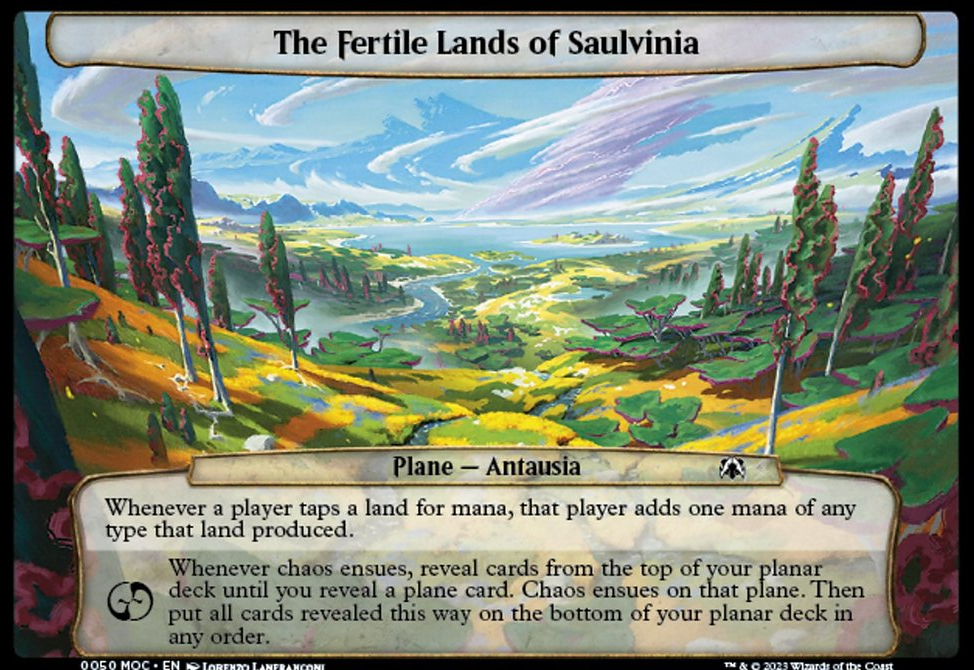 The Fertile Lands of Saulvinia
Plane — Antausia
Whenever a player taps a land for mana, that player adds one mana of any
type that land produced.
Whenever chaos ensues, reveal cards from the top of your planar
deck until you reveal a plane card. Chaos ensues on that plane. Then
put all cards revealed this way on the bottom of your planar deck in
any order.
0050 MOC • EN Lorenzo Lanfranconi
™ & © 2023 Wizards of the Coast